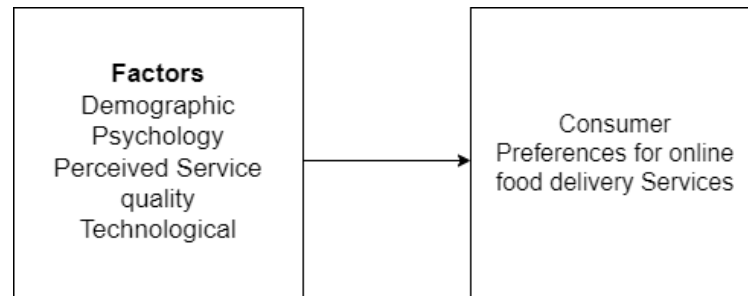 Factors
Demographic
Psychology
Perceived Service
quality
Technological
Consumer
Preferences for online
food delivery Services